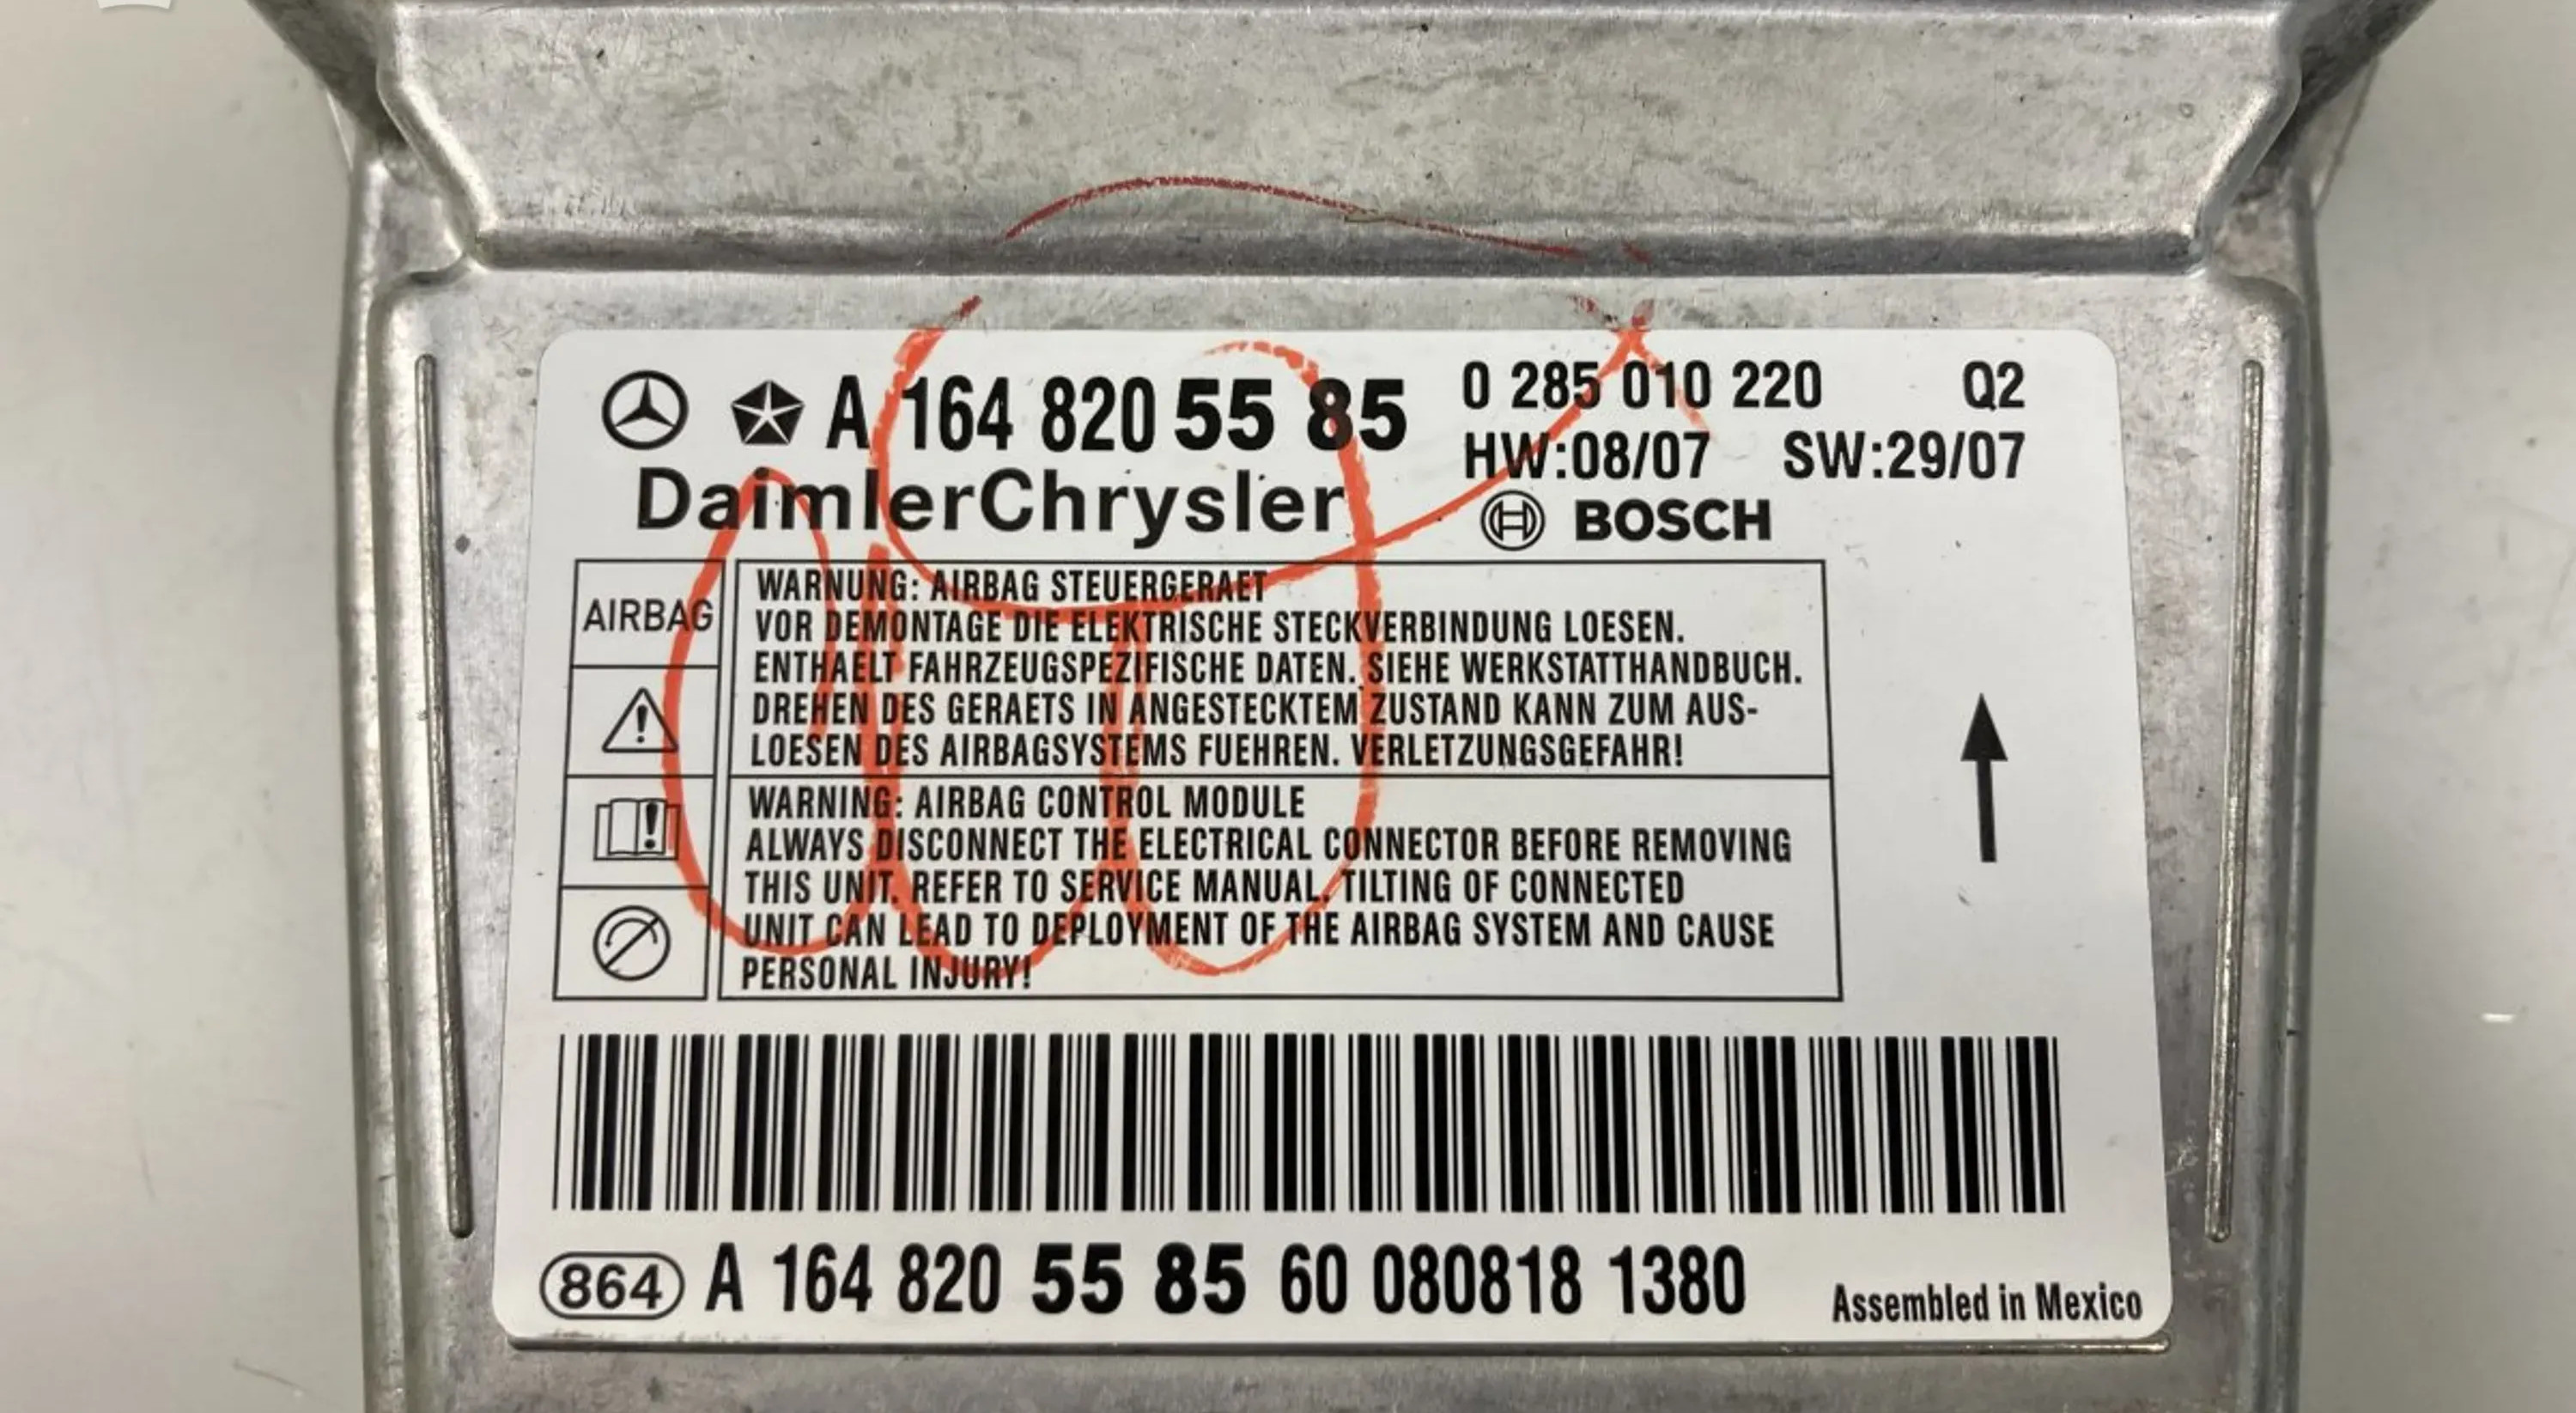 A 164 820 55 85
0 285 010 220 Q2
HW:08/07 SW:29/07
DaimlerChrysler
BOSCH
AIRBAG
WARNUNG: AIRBAG STEUERGERAET
VOR DEMONTAGE DIE ELEKTRISCHE STECKVERBINDUNG LOESEN.
ENTHAELT FAHRZEUGSPEZIFISCHE DATEN. SIEHE WERKSTATTHANDBUCH.
DREHEN DES GERAETS IN ANGESTECKTEM ZUSTAND KANN ZUM AUS-
LOESEN DES AIRBAGSYSTEMS FUEHREN. VERLETZUNGSGEFAHR!
WARNING: AIRBAG CONTROL MODULE
ALWAYS DISCONNECT THE ELECTRICAL CONNECTOR BEFORE REMOVING
THIS UNIT. REFER TO SERVICE MANUAL. TILTING OF CONNECTED
UNIT CAN LEAD TO DEPLOYMENT OF THE AIRBAG SYSTEM AND CAUSE
PERSONAL INJURY!
864 A 164 820 55 85 60 080818 1380
Assembled in Mexico